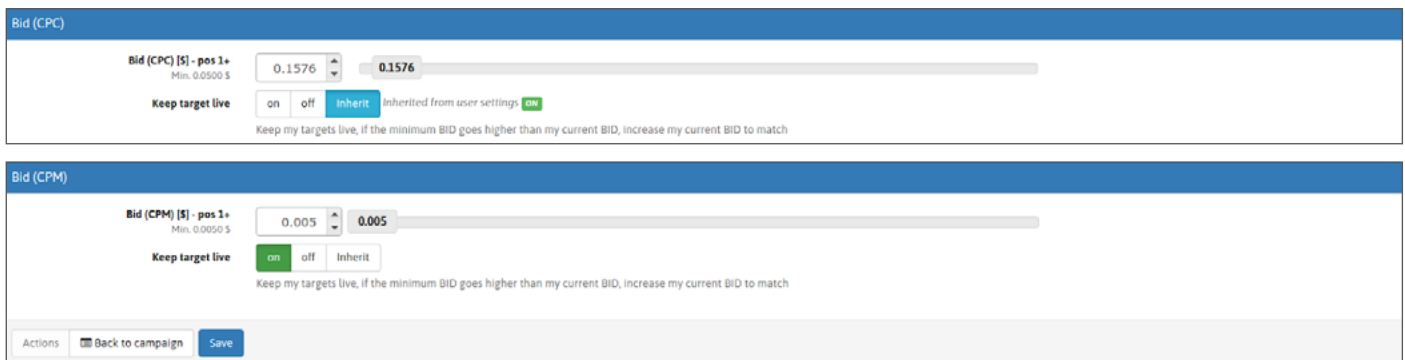 Bid (CPC)
Bid (CPC) [$] - pos 1+
Min. 0.0500 $
0.1576
0.1576
Keep target live
on off Inherit Inherited from user settings ON
Keep my targets live, if the minimum BID goes higher than my current BID, increase my current BID to match
Bid (CPM)
Bid (CPM) [$] - pos 1+
Min. 0.0050 $
0.005
0.005
Keep target live
on off Inherit
Keep my targets live, if the minimum BID goes higher than my current BID, increase my current BID to match
Actions Back to campaign Save